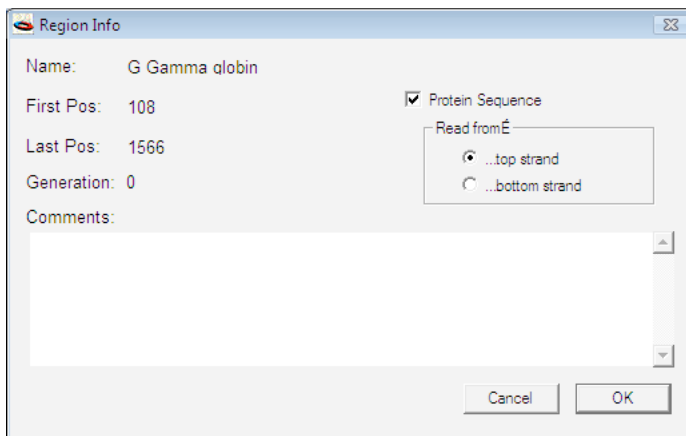 Region Info
Name: G Gamma globin
First Pos: 108
Last Pos: 1566
Generation: 0
Comments:
Protein Sequence
Read fromÉ
...top strand
...bottom strand
Cancel OK